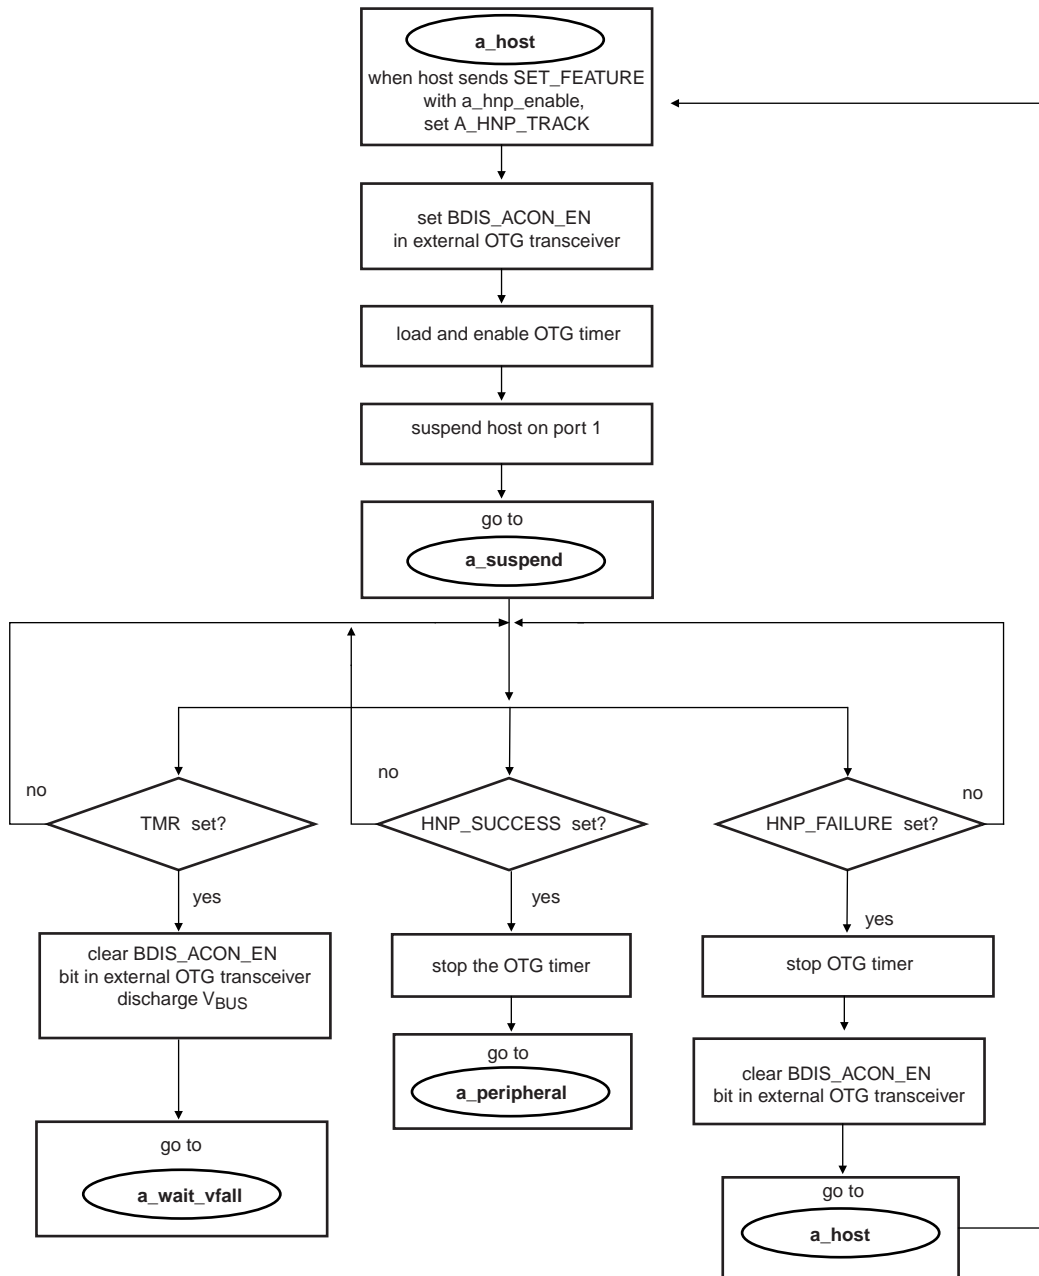 a_host
when host sends SET_FEATURE
with a_hnp_enable,
set A_HNP_TRACK
set BDIS_ACON_EN
in external OTG transceiver
load and enable OTG timer
suspend host on port 1
go to
a_suspend
no
TMR set?
yes
clear BDIS_ACON_EN
bit in external OTG transceiver
discharge VBUS
go to
a_wait_vfall
no
HNP_SUCCESS set?
yes
stop the OTG timer
go to
a_peripheral
no
HNP_FAILURE set?
yes
stop OTG timer
clear BDIS_ACON_EN
bit in external OTG transceiver
go to
a_host